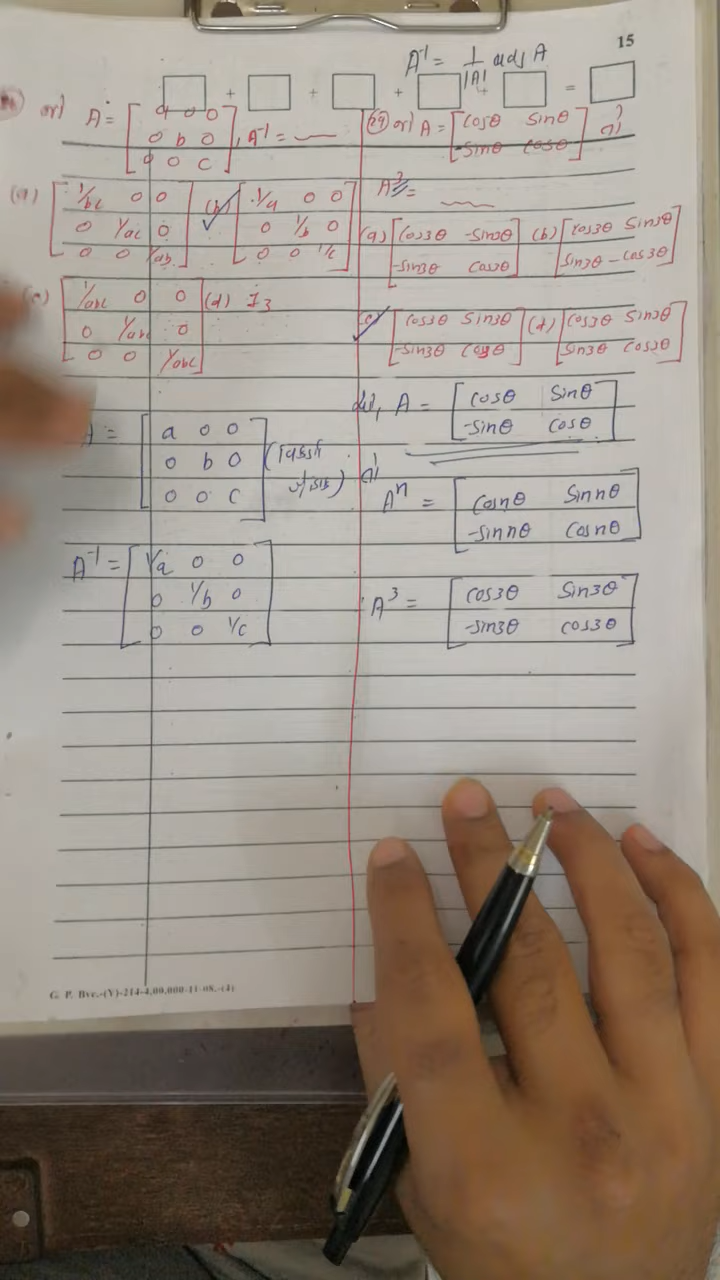 15
A⁻¹ = 1/|A| adj A
+ + + + =
or) A = [a 0 0
0 b 0
0 0 c], A⁻¹ =
(a) [1/bc 0 0
0 1/ac 0
0 0 1/ab]
(b) [1/a 0 0
0 1/b 0
0 0 1/c]
(c) [1/abc 0 0
0 1/abc 0
0 0 1/abc]
(d) I₃
A = [a 0 0
0 b 0
0 0 c]
A⁻¹ = [1/a 0 0
0 1/b 0
0 0 1/c]
(29) A = [cosθ sinθ
-sinθ cosθ]
A³ =
(a) [cos3θ -sin3θ
-sin3θ cos3θ]
(b) [cos3θ sin3θ
sin3θ -cos3θ]
(c) [cos3θ sin3θ
-sin3θ cos3θ]
(d) [cos3θ sin3θ
sin3θ cos3θ]
A = [cosθ sinθ
-sinθ cosθ]
Aⁿ = [cosnθ sinnθ
-sinnθ cosnθ]
A³ = [cos3θ sin3θ
-sin3θ cos3θ]